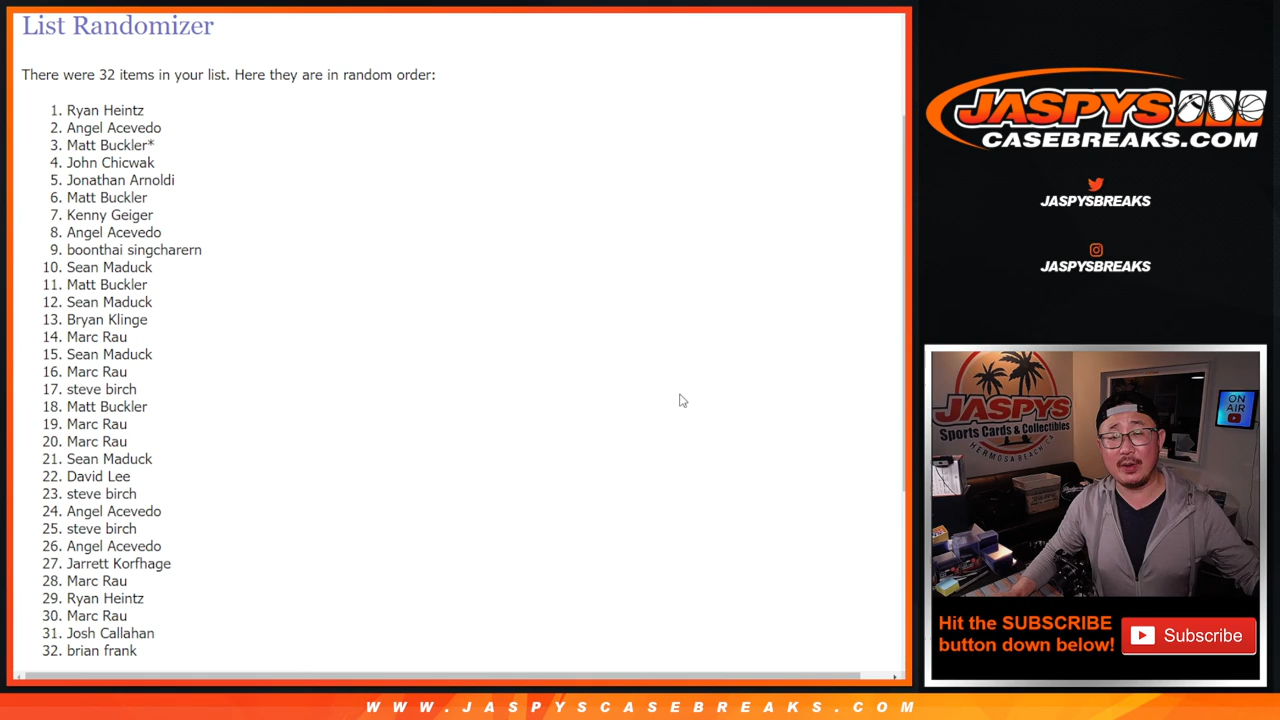 List Randomizer
There were 32 items in your list. Here they are in random order:
1. Ryan Heintz
2. Angel Acevedo
3. Matt Buckler*
4. John Chicwak
5. Jonathan Arnoldi
6. Matt Buckler
7. Kenny Geiger
8. Angel Acevedo
9. boonthai singcharern
10. Sean Maduck
11. Matt Buckler
12. Sean Maduck
13. Bryan Klinge
14. Marc Rau
15. Sean Maduck
16. Marc Rau
17. steve birch
18. Matt Buckler
19. Marc Rau
20. Marc Rau
21. Sean Maduck
22. David Lee
23. steve birch
24. Angel Acevedo
25. steve birch
26. Angel Acevedo
27. Jarrett Korfhage
28. Marc Rau
29. Ryan Heintz
30. Marc Rau
31. Josh Callahan
32. brian frank
JASPYS
CASEBREAKS.COM
JASPYSBREAKS
JASPYSBREAKS
JASPYS
Sports Cards & Collectibles
HERMOSA BEACH, CA
ON
AIR
Hit the SUBSCRIBE
button down below!
Subscribe
WWW.JASPYSCASEBREAKS.COM